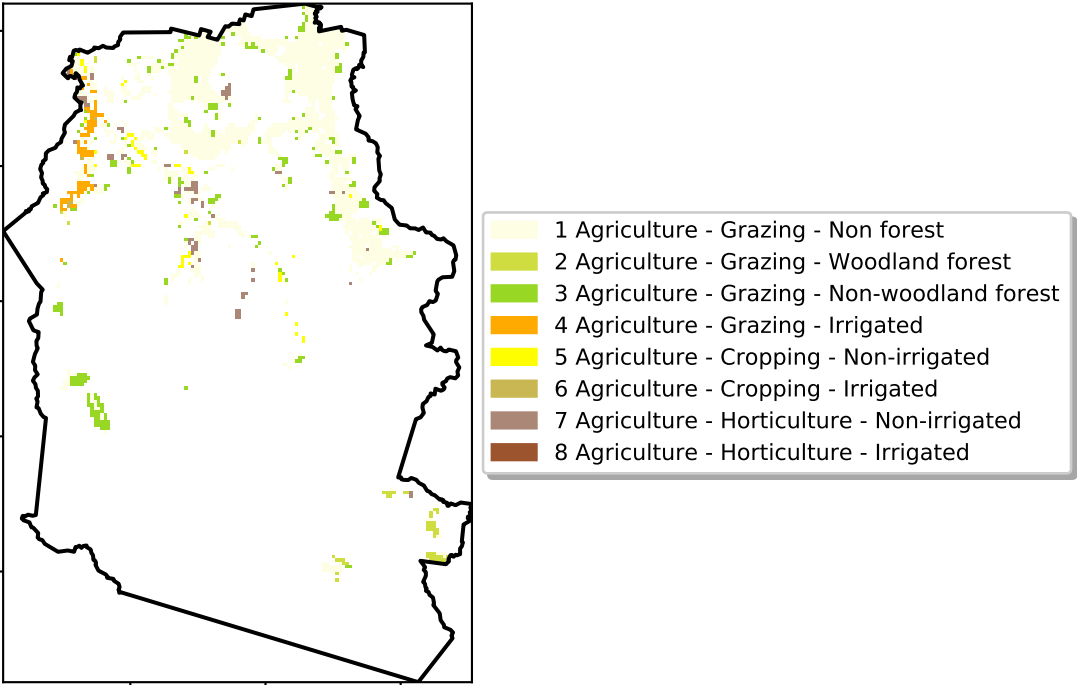 1 Agriculture - Grazing - Non forest
2 Agriculture - Grazing - Woodland forest
3 Agriculture - Grazing - Non-woodland forest
4 Agriculture - Grazing - Irrigated
5 Agriculture - Cropping - Non-irrigated
6 Agriculture - Cropping - Irrigated
7 Agriculture - Horticulture - Non-irrigated
8 Agriculture - Horticulture - Irrigated